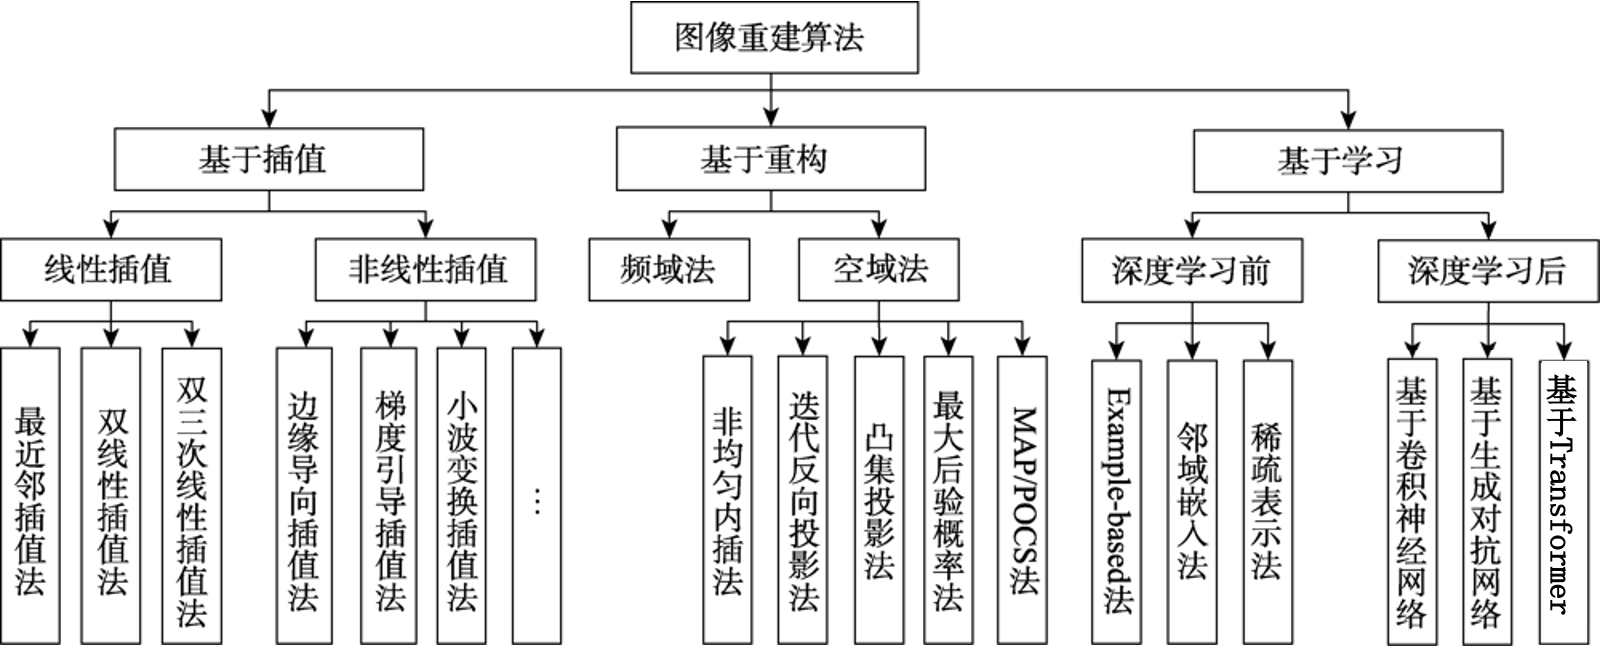 图像重建算法
基于插值
基于重构
基于学习
线性插值
非线性插值
频域法
空域法
深度学习前
深度学习后
最近邻插值法
双线性插值法
双三次线性插值法
边缘导向插值法
梯度引导插值法
小波变换插值法
…
非均匀内插法
迭代反向投影法
凸集投影法
最大后验概率法
MAP/POCS法
Example-based法
邻域嵌入法
稀疏表示法
基于卷积神经网络
基于生成对抗网络
基于Transformer